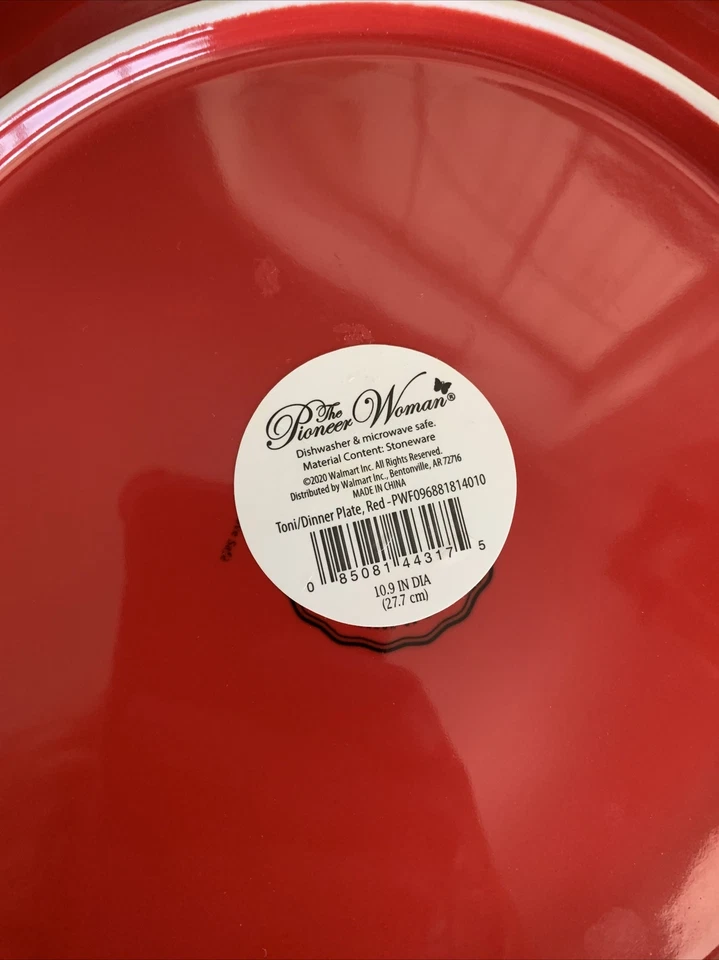 The
Pioneer Woman®
Dishwasher & microwave safe.
Material Content: Stoneware
©2020 Walmart Inc. All Rights Reserved.
Distributed by Walmart Inc., Bentonville, AR 72716
MADE IN CHINA
Toni/Dinner Plate, Red - PWF096881814010
0 85081 44317 5
10.9 IN DIA
(27.7 cm)